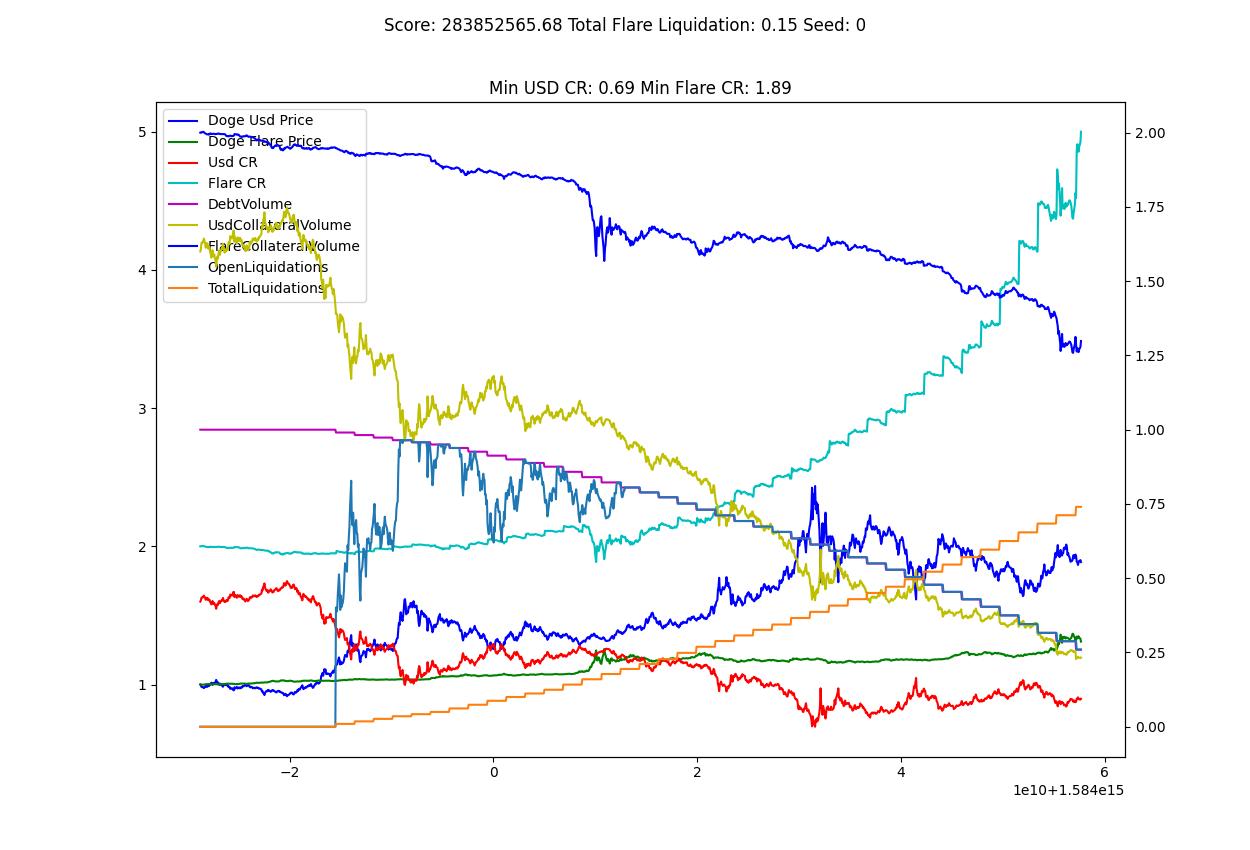 Score: 283852565.68 Total Flare Liquidation: 0.15 Seed: 0
Min USD CR: 0.69 Min Flare CR: 1.89
Doge Usd Price
Doge Flare Price
Usd CR
Flare CR
DebtVolume
UsdCollateralVolume
FlareCollateralVolume
OpenLiquidations
TotalLiquidations
5
4
3
2
1
2.00
1.75
1.50
1.25
1.00
0.75
0.50
0.25
0.00
−2
0
2
4
6
1e10+1.584e15